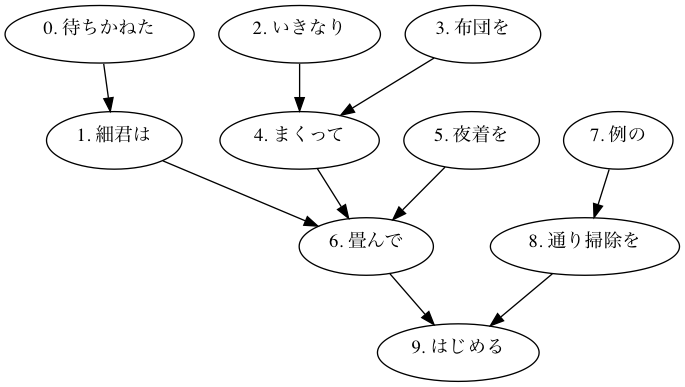 0. 待ちかねた
2. いきなり
3. 布団を
1. 細君は
4. まくって
5. 夜着を
7. 例の
6. 畳んで
8. 通り掃除を
9. はじめる